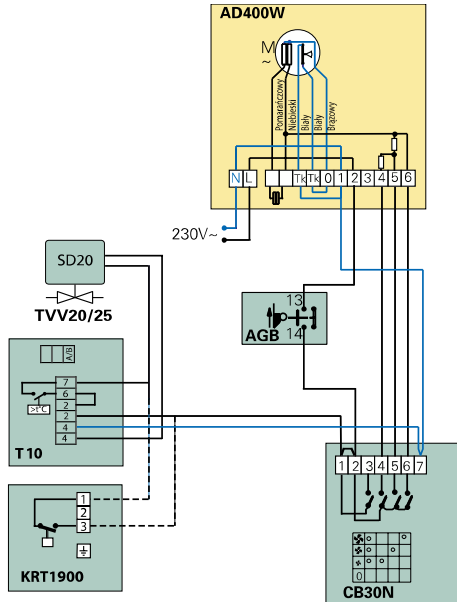 AD400W
M
~
Pomarańczowy
Niebieski
Biały
Biały
Brązowy
N L Tk Tk 0 1 2 3 4 5 6
230V~
SD20
TVV20/25
13
14
AGB
A/B
7
6
2
2
4
4
>t°C
T10
1
2
3
KRT1900
1 2 3 4 5 6 7
0
CB30N